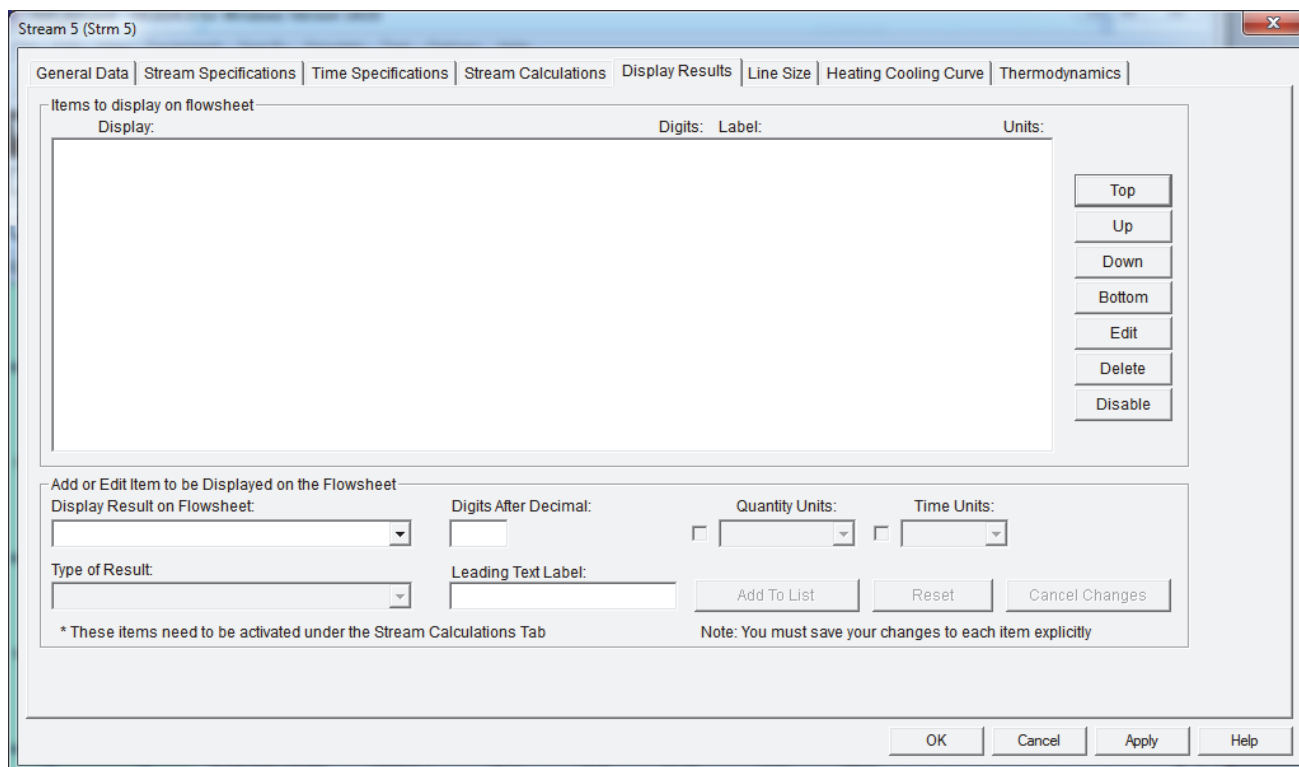 Stream 5 (Strm 5)
General Data Stream Specifications Time Specifications Stream Calculations Display Results Line Size Heating Cooling Curve Thermodynamics
Items to display on flowsheet
Display: Digits: Label: Units:
Top
Up
Down
Bottom
Edit
Delete
Disable
Add or Edit Item to be Displayed on the Flowsheet
Display Result on Flowsheet: Digits After Decimal: Quantity Units: Time Units:
Type of Result: Leading Text Label:
Add To List Reset Cancel Changes
* These items need to be activated under the Stream Calculations Tab Note: You must save your changes to each item explicitly
OK Cancel Apply Help